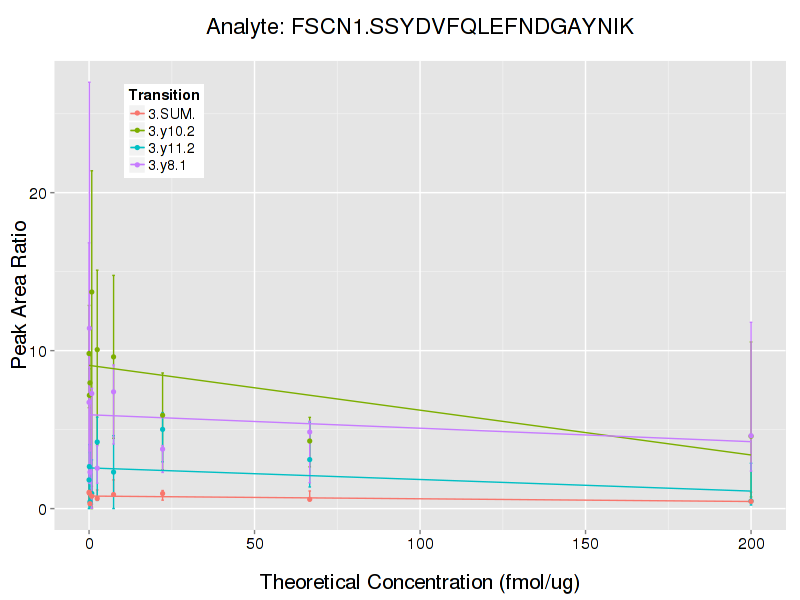 Analyte: FSCN1.SSYDVFQLEFNDGAYNIK
Transition
3.SUM.
3.y10.2
3.y11.2
3.y8.1
Peak Area Ratio
20
10
0
0 50 100 150 200
Theoretical Concentration (fmol/ug)